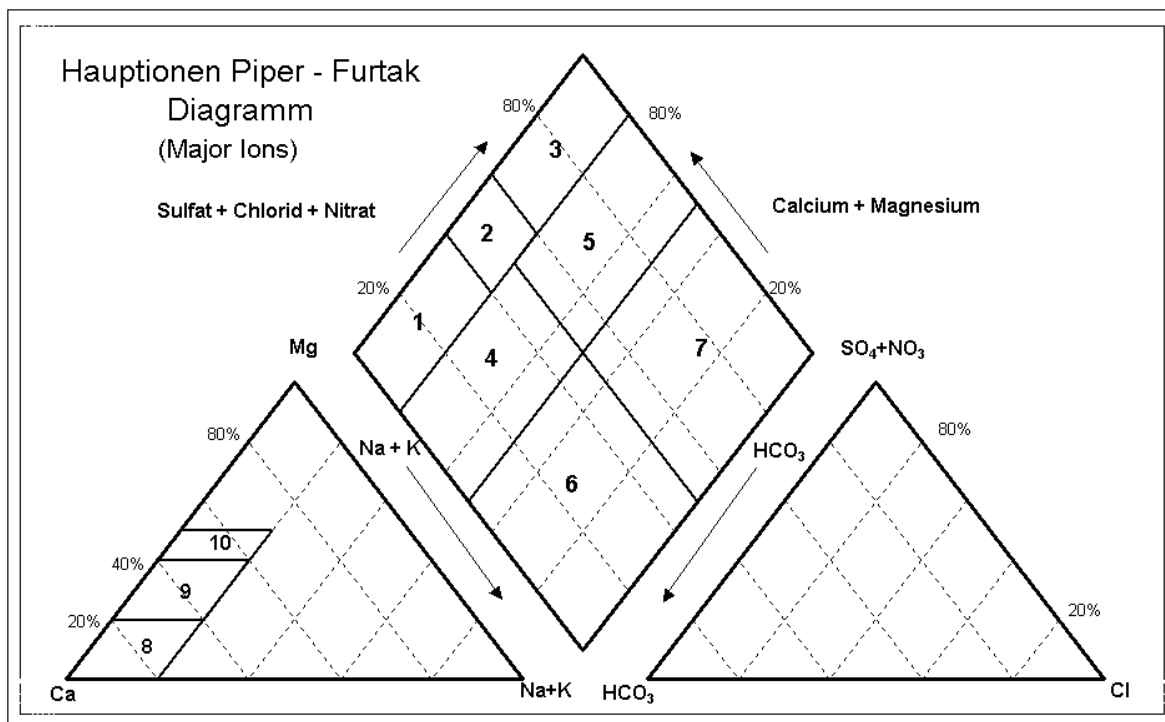 Hauptionen Piper - Furtak
Diagramm
(Major Ions)
80%
80%
3
Sulfat + Chlorid + Nitrat
Calcium + Magnesium
2
5
20%
20%
1
7
Mg
4
SO₄+NO₃
80%
Na + K
HCO₃
80%
6
10
40%
9
20%
20%
8
Ca
Na+K
HCO₃
Cl